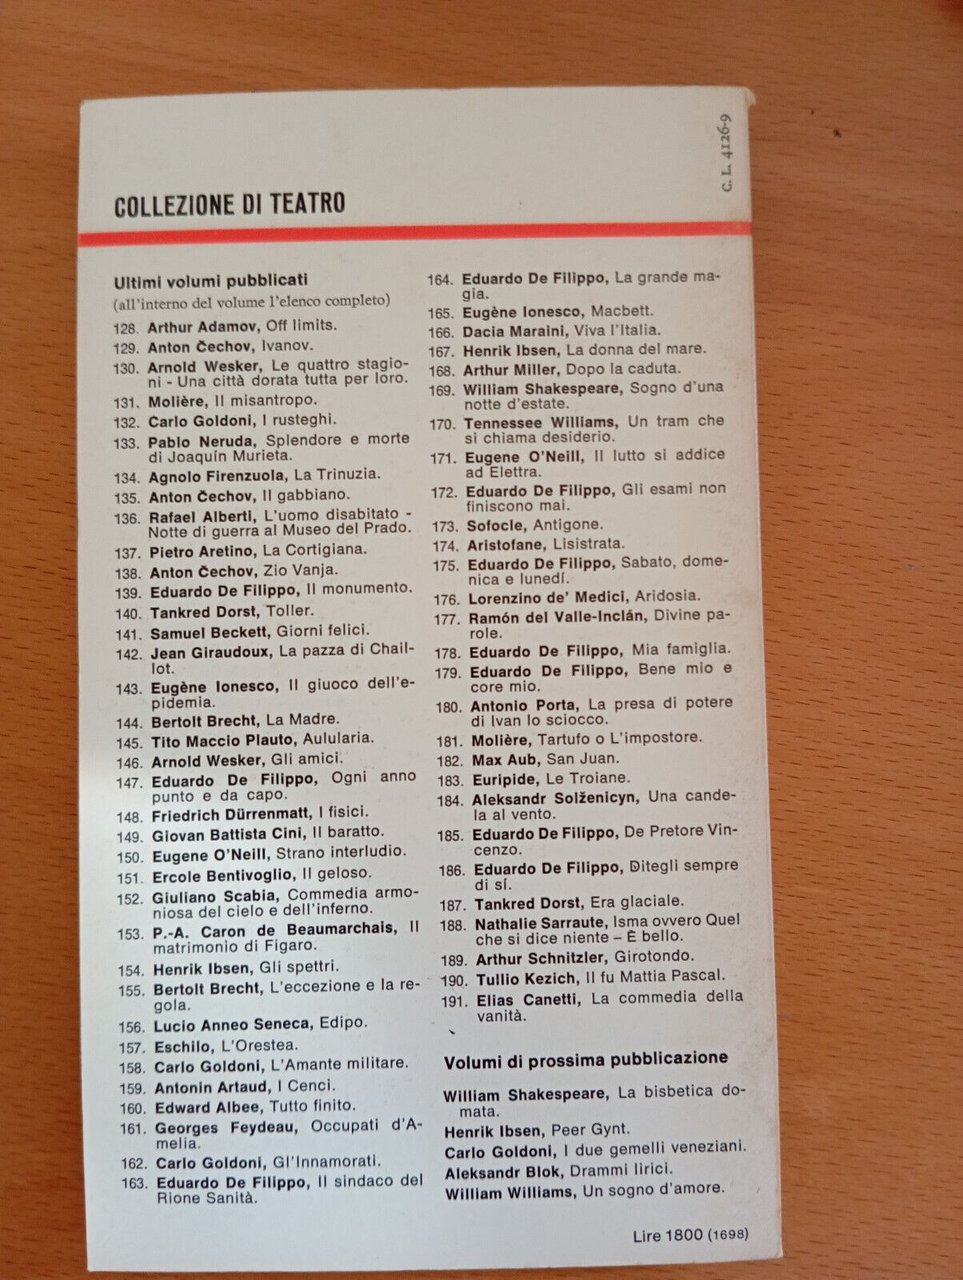 C. L. 4126-9
COLLEZIONE DI TEATRO
Ultimi volumi pubblicati
(all'interno del volume l'elenco completo)
128. Arthur Adamov, Off limits.
129. Anton Čechov, Ivanov.
130. Arnold Wesker, Le quattro stagio-
ni - Una città dorata tutta per loro.
131. Molière, Il misantropo.
132. Carlo Goldoni, I rusteghi.
133. Pablo Neruda, Splendore e morte
di Joaquín Murieta.
134. Agnolo Firenzuola, La Trinuzia.
135. Anton Čechov, Il gabbiano.
136. Rafael Alberti, L'uomo disabitato -
Notte di guerra al Museo del Prado.
137. Pietro Aretino, La Cortigiana.
138. Anton Čechov, Zio Vanja.
139. Eduardo De Filippo, Il monumento.
140. Tankred Dorst, Toller.
141. Samuel Beckett, Giorni felici.
142. Jean Giraudoux, La pazza di Chail-
lot.
143. Eugène Ionesco, Il giuoco dell'e-
pidemia.
144. Bertolt Brecht, La Madre.
145. Tito Maccio Plauto, Aulularia.
146. Arnold Wesker, Gli amici.
147. Eduardo De Filippo, Ogni anno
punto e da capo.
148. Friedrich Dürrenmatt, I fisici.
149. Giovan Battista Cini, Il baratto.
150. Eugene O'Neill, Strano interludio.
151. Ercole Bentivoglio, Il geloso.
152. Giuliano Scabia, Commedia armo-
niosa del cielo e dell'inferno.
153. P.-A. Caron de Beaumarchais, Il
matrimonio di Figaro.
154. Henrik Ibsen, Gli spettri.
155. Bertolt Brecht, L'eccezione e la re-
gola.
156. Lucio Anneo Seneca, Edipo.
157. Eschilo, L'Orestea.
158. Carlo Goldoni, L'Amante militare.
159. Antonin Artaud, I Cenci.
160. Edward Albee, Tutto finito.
161. Georges Feydeau, Occupati d'A-
melia.
162. Carlo Goldoni, Gl'Innamorati.
163. Eduardo De Filippo, Il sindaco del
Rione Sanità.
164. Eduardo De Filippo, La grande ma-
gia.
165. Eugène Ionesco, Macbett.
166. Dacia Maraini, Viva l'Italia.
167. Henrik Ibsen, La donna del mare.
168. Arthur Miller, Dopo la caduta.
169. William Shakespeare, Sogno d'una
notte d'estate.
170. Tennessee Williams, Un tram che
si chiama desiderio.
171. Eugene O'Neill, Il lutto si addice
ad Elettra.
172. Eduardo De Filippo, Gli esami non
finiscono mai.
173. Sofocle, Antigone.
174. Aristofane, Lisistrata.
175. Eduardo De Filippo, Sabato, dome-
nica e lunedí.
176. Lorenzino de' Medici, Aridosia.
177. Ramón del Valle-Inclán, Divine pa-
role.
178. Eduardo De Filippo, Mia famiglia.
179. Eduardo De Filippo, Bene mio e
core mio.
180. Antonio Porta, La presa di potere
di Ivan lo sciocco.
181. Molière, Tartufo o L'impostore.
182. Max Aub, San Juan.
183. Euripide, Le Troiane.
184. Aleksandr Solženicyn, Una cande-
la al vento.
185. Eduardo De Filippo, De Pretore Vin-
cenzo.
186. Eduardo De Filippo, Ditegli sempre
di sí.
187. Tankred Dorst, Era glaciale.
188. Nathalie Sarraute, Isma ovvero Quel
che si dice niente – È bello.
189. Arthur Schnitzler, Girotondo.
190. Tullio Kezich, Il fu Mattia Pascal.
191. Elias Canetti, La commedia della
vanità.
Volumi di prossima pubblicazione
William Shakespeare, La bisbetica do-
mata.
Henrik Ibsen, Peer Gynt.
Carlo Goldoni, I due gemelli veneziani.
Aleksandr Blok, Drammi lirici.
William Williams, Un sogno d'amore.
Lire 1800 (1698)